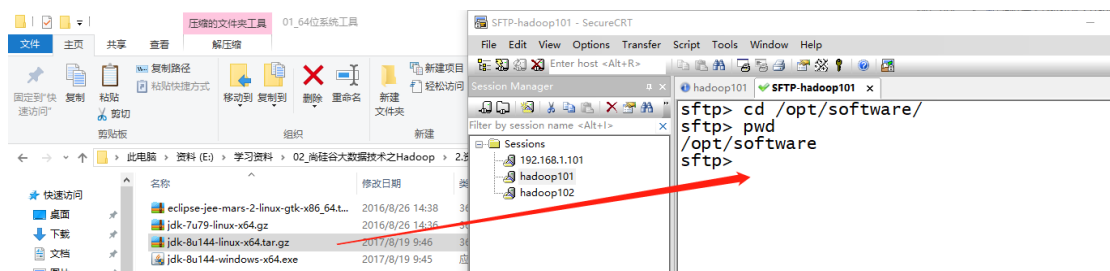 压缩的文件夹工具 01_64位系统工具
文件 主页 共享 查看 解压缩
固定到"快速访问"
复制
粘贴
复制路径
粘贴快捷方式
剪切
剪贴板
移动到 复制到 删除 重命名
组织
新建文件夹
新建项目
轻松访问
新建
此电脑 › 资料 (E:) › 学习资料 › 02_尚硅谷大数据技术之Hadoop › 2.
快速访问
桌面
下载
文档
名称 修改日期
eclipse-jee-mars-2-linux-gtk-x86_64.t... 2016/8/26 14:38
jdk-7u79-linux-x64.gz 2016/8/26 14:36
jdk-8u144-linux-x64.tar.gz 2017/8/19 9:46
jdk-8u144-windows-x64.exe 2017/8/19 9:45 应
SFTP-hadoop101 - SecureCRT
File Edit View Options Transfer Script Tools Window Help
Enter host <Alt+R>
Session Manager
Filter by session name <Alt+I>
Sessions
192.168.1.101
hadoop101
hadoop102
hadoop101 SFTP-hadoop101
sftp> cd /opt/software/
sftp> pwd
/opt/software
sftp>